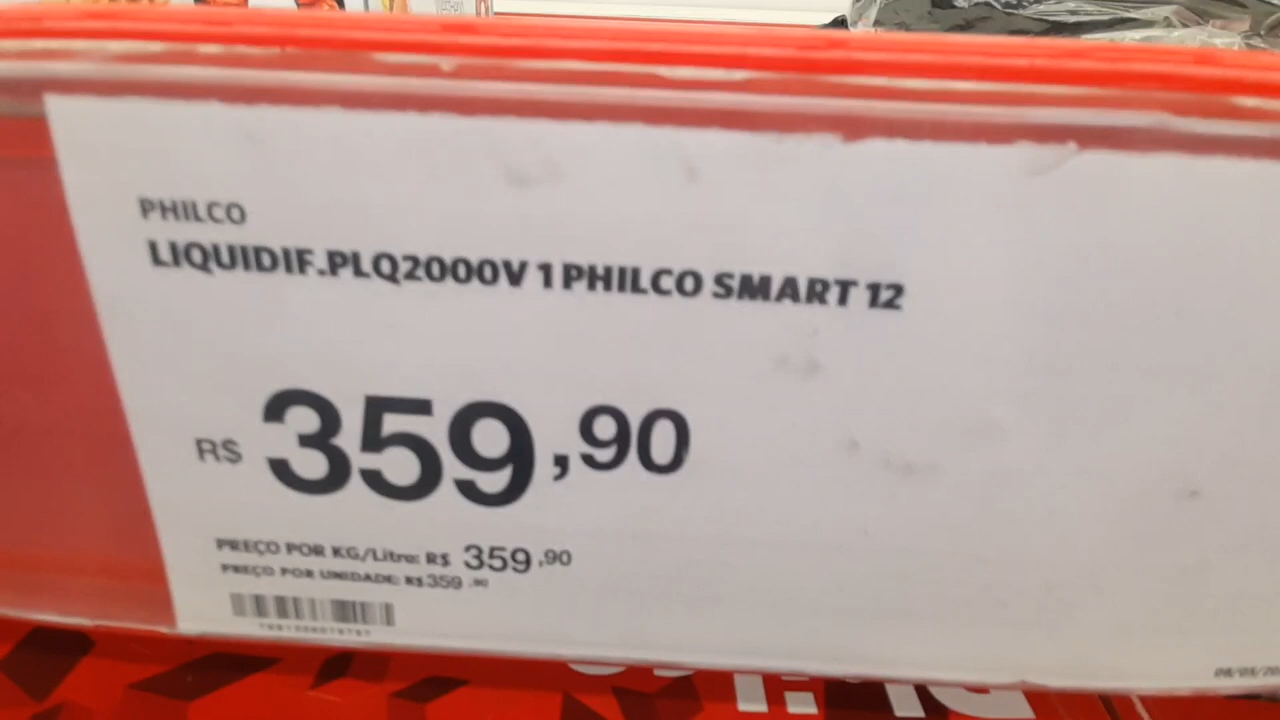 PHILCO
LIQUIDIF.PLQ2000V 1 PHILCO SMART 12
R$ 359,90
PREÇO POR KG/Litro: R$ 359,90
PREÇO POR UNIDADE: R$ 359,90